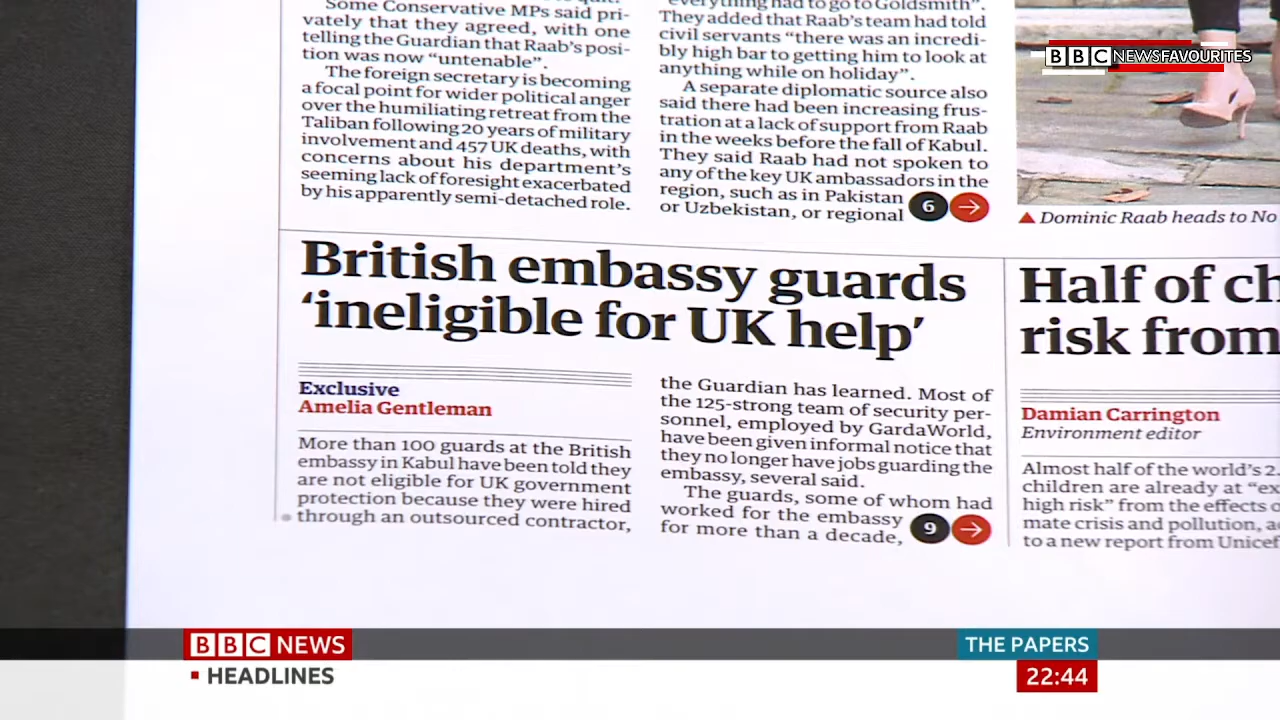 Some Conservative MPs said pri-
vately that they agreed, with one
telling the Guardian that Raab's posi-
tion was now "untenable".
The foreign secretary is becoming
a focal point for wider political anger
over the humiliating retreat from the
Taliban following 20 years of military
involvement and 457 UK deaths, with
concerns about his department's
seeming lack of foresight exacerbated
by his apparently semi-detached role.
everything had to go to Goldsmith".
They added that Raab's team had told
civil servants "there was an incredi-
bly high bar to getting him to look at
anything while on holiday".
A separate diplomatic source also
said there had been increasing frus-
tration at a lack of support from Raab
in the weeks before the fall of Kabul.
They said Raab had not spoken to
any of the key UK ambassadors in the
region, such as in Pakistan
or Uzbekistan, or regional
6
BBC NEWSFAVOURITES
Dominic Raab heads to No
British embassy guards
'ineligible for UK help'
Exclusive
Amelia Gentleman
More than 100 guards at the British
embassy in Kabul have been told they
are not eligible for UK government
protection because they were hired
through an outsourced contractor,
the Guardian has learned. Most of
the 125-strong team of security per-
sonnel, employed by GardaWorld,
have been given informal notice that
they no longer have jobs guarding the
embassy, several said.
The guards, some of whom had
worked for the embassy
for more than a decade,
9
Half of ch
risk from
Damian Carrington
Environment editor
Almost half of the world's 2.
children are already at "ex
high risk" from the effects o
mate crisis and pollution, a
to a new report from Unicef
BBC NEWS
THE PAPERS
HEADLINES
22:44